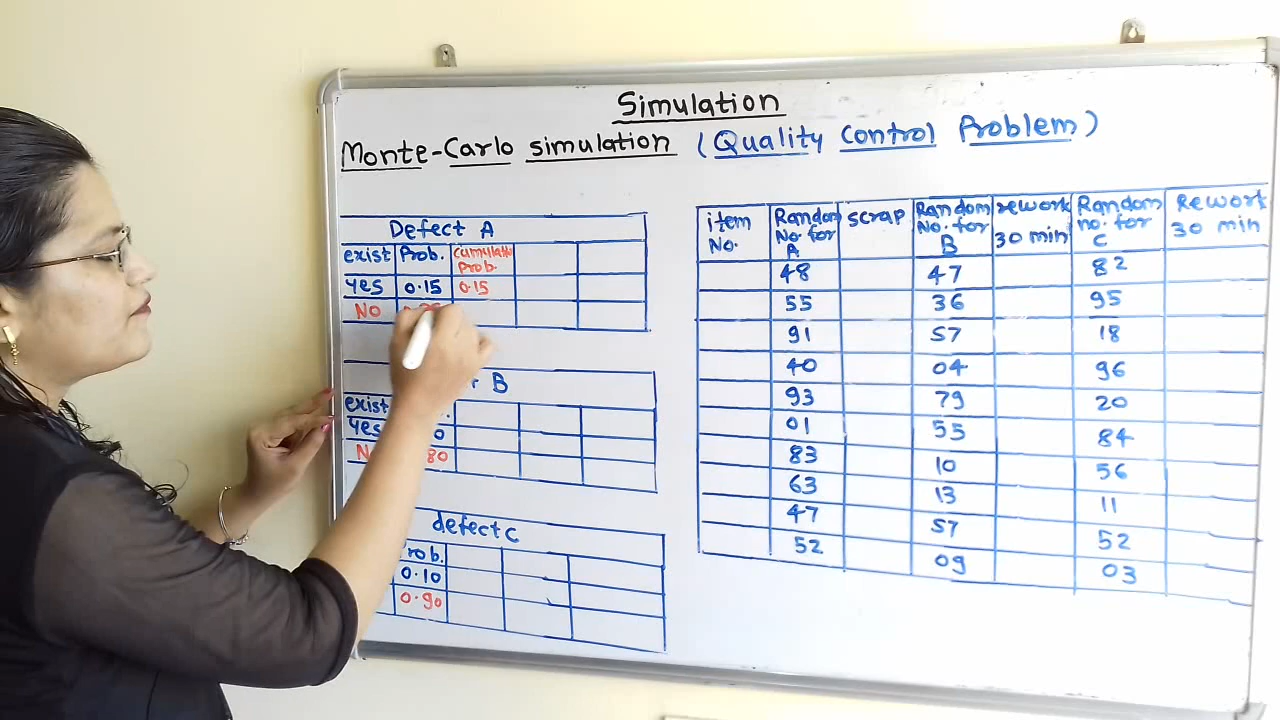 Simulation
Monte-Carlo simulation (Quality Control Problem)
Defect A
exist Prob. Cumulativ Prob.
Yes 0.15 0.15
NO
B
exist
Yes 0
80
defect C
rob.
0.10
0.90
item No. Random No. for A scrap Random No. for B rework 30 min Random no. for C Rework 30 min
48 47 82
55 36 95
91 57 18
40 04 96
93 79 20
01 55 84
83 10 56
63 13 11
47 57 52
52 09 03